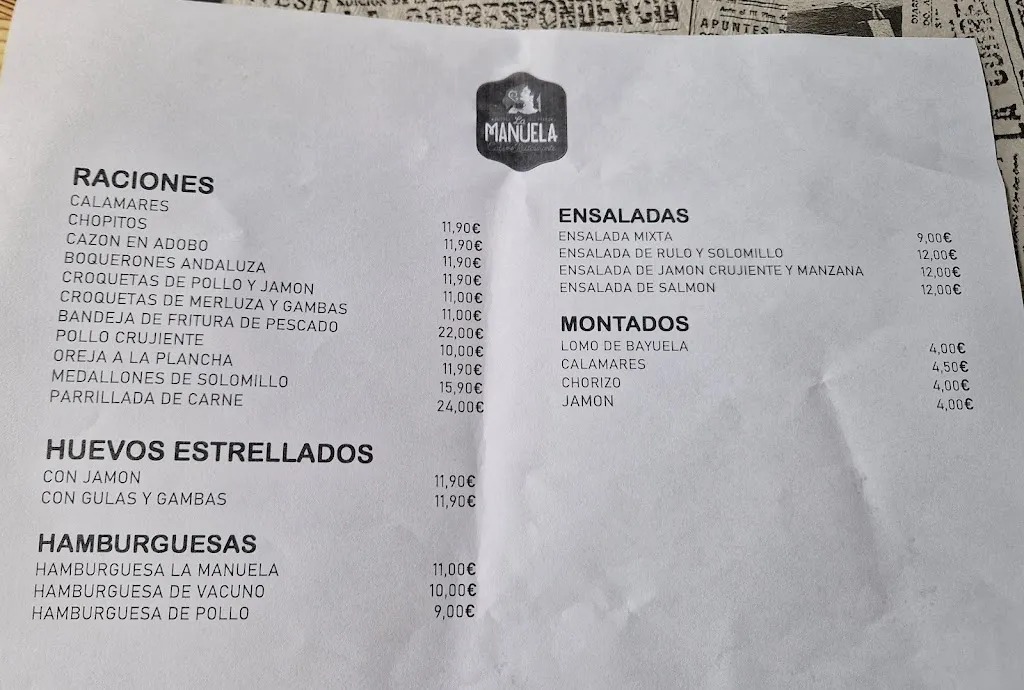 CORRESPONDENCIA
APUNTES
La
MANUELA
RACIONES
CALAMARES 11,90€
CHOPITOS 11,90€
CAZON EN ADOBO 11,90€
BOQUERONES ANDALUZA 11,90€
CROQUETAS DE POLLO Y JAMON 11,00€
CROQUETAS DE MERLUZA Y GAMBAS 11,00€
BANDEJA DE FRITURA DE PESCADO 22,00€
POLLO CRUJIENTE 10,00€
OREJA A LA PLANCHA 11,90€
MEDALLONES DE SOLOMILLO 15,90€
PARRILLADA DE CARNE 24,00€
HUEVOS ESTRELLADOS
CON JAMON 11,90€
CON GULAS Y GAMBAS 11,90€
HAMBURGUESAS
HAMBURGUESA LA MANUELA 11,00€
HAMBURGUESA DE VACUNO 10,00€
HAMBURGUESA DE POLLO 9,00€
ENSALADAS
ENSALADA MIXTA 9,00€
ENSALADA DE RULO Y SOLOMILLO 12,00€
ENSALADA DE JAMON CRUJIENTE Y MANZANA 12,00€
ENSALADA DE SALMON 12,00€
MONTADOS
LOMO DE BAYUELA 4,00€
CALAMARES 4,50€
CHORIZO 4,00€
JAMON 4,00€